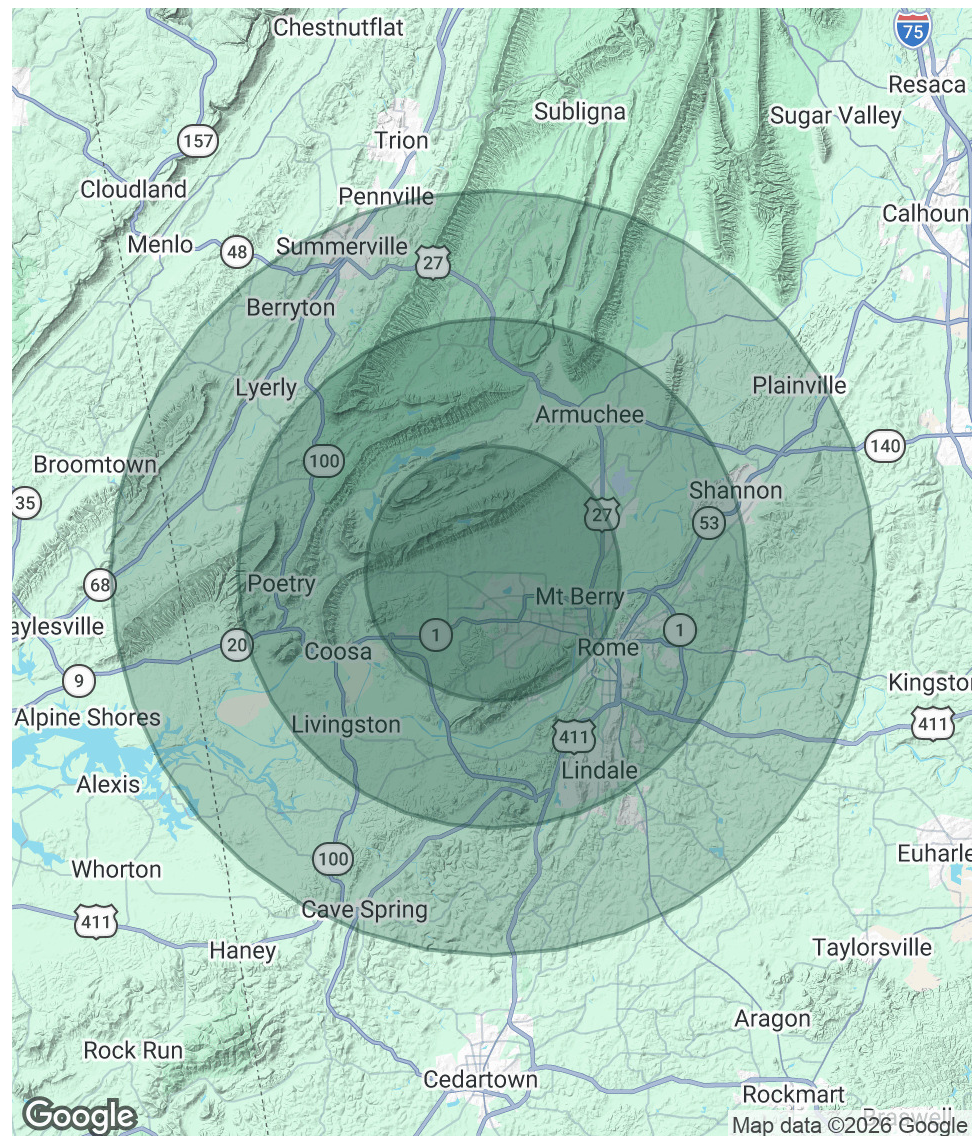 Chestnutflat
75
Resaca
Subligna
Sugar Valley
157
Trion
Cloudland
Pennville
Calhoun
Menlo
48
Summerville
27
Berryton
Lyerly
Plainville
Armuchee
140
Broomtown
100
Shannon
35
27
53
68
Poetry
Mt Berry
aylesville
1
1
20
Coosa
Rome
9
Kingston
Alpine Shores
Livingston
411
411
Lindale
Alexis
Euharlee
100
Whorton
Cave Spring
411
Haney
Taylorsville
Aragon
Rock Run
Cedartown
Rockmart
Braswell
Google
Map data ©2026 Google